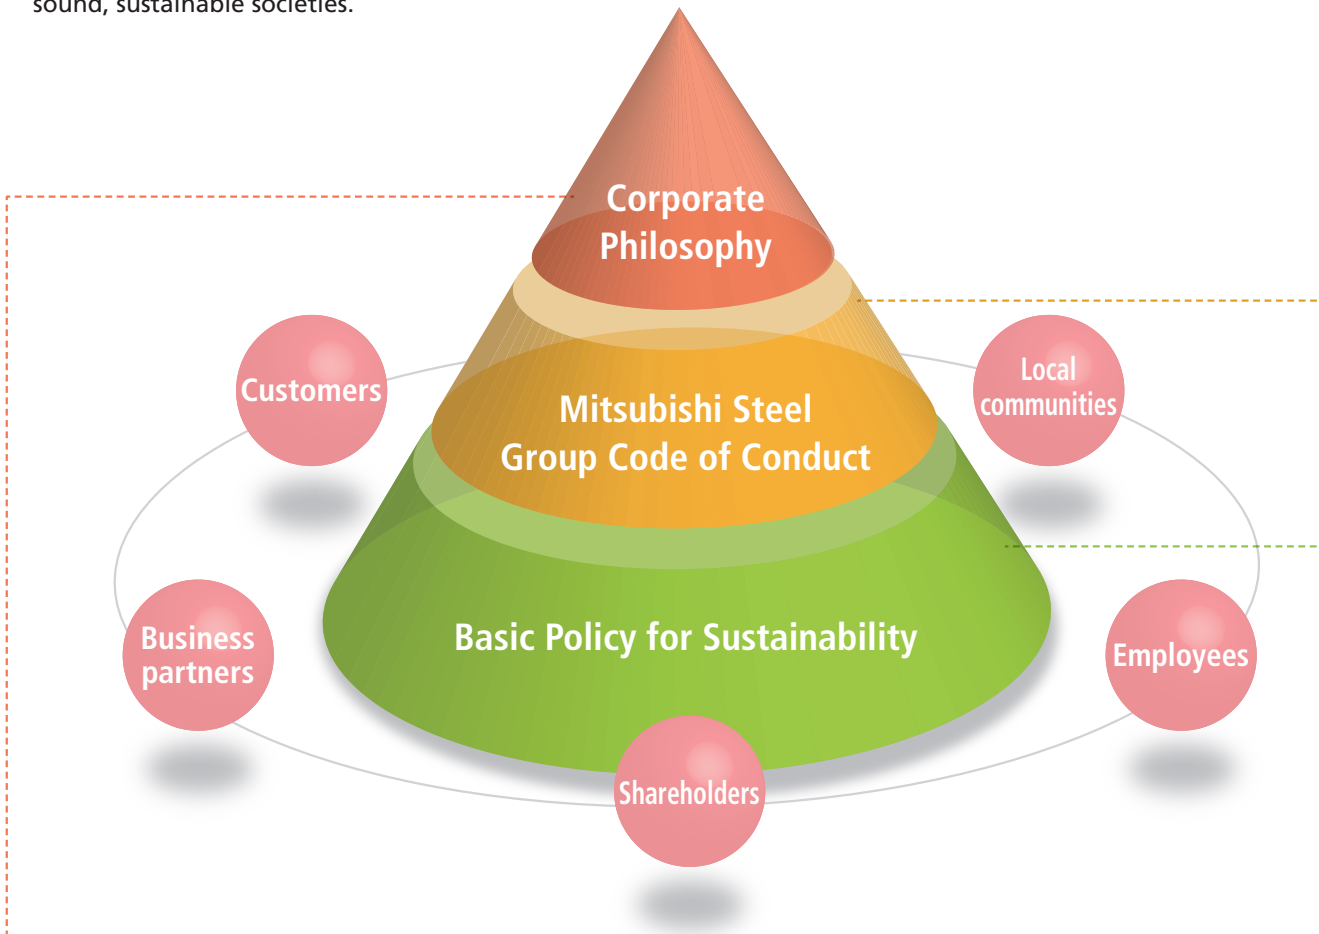 sound, sustainable societies.
Corporate
Philosophy
Mitsubishi Steel
Group Code of Conduct
Basic Policy for Sustainability
Customers
Local
communities
Business
partners
Employees
Shareholders